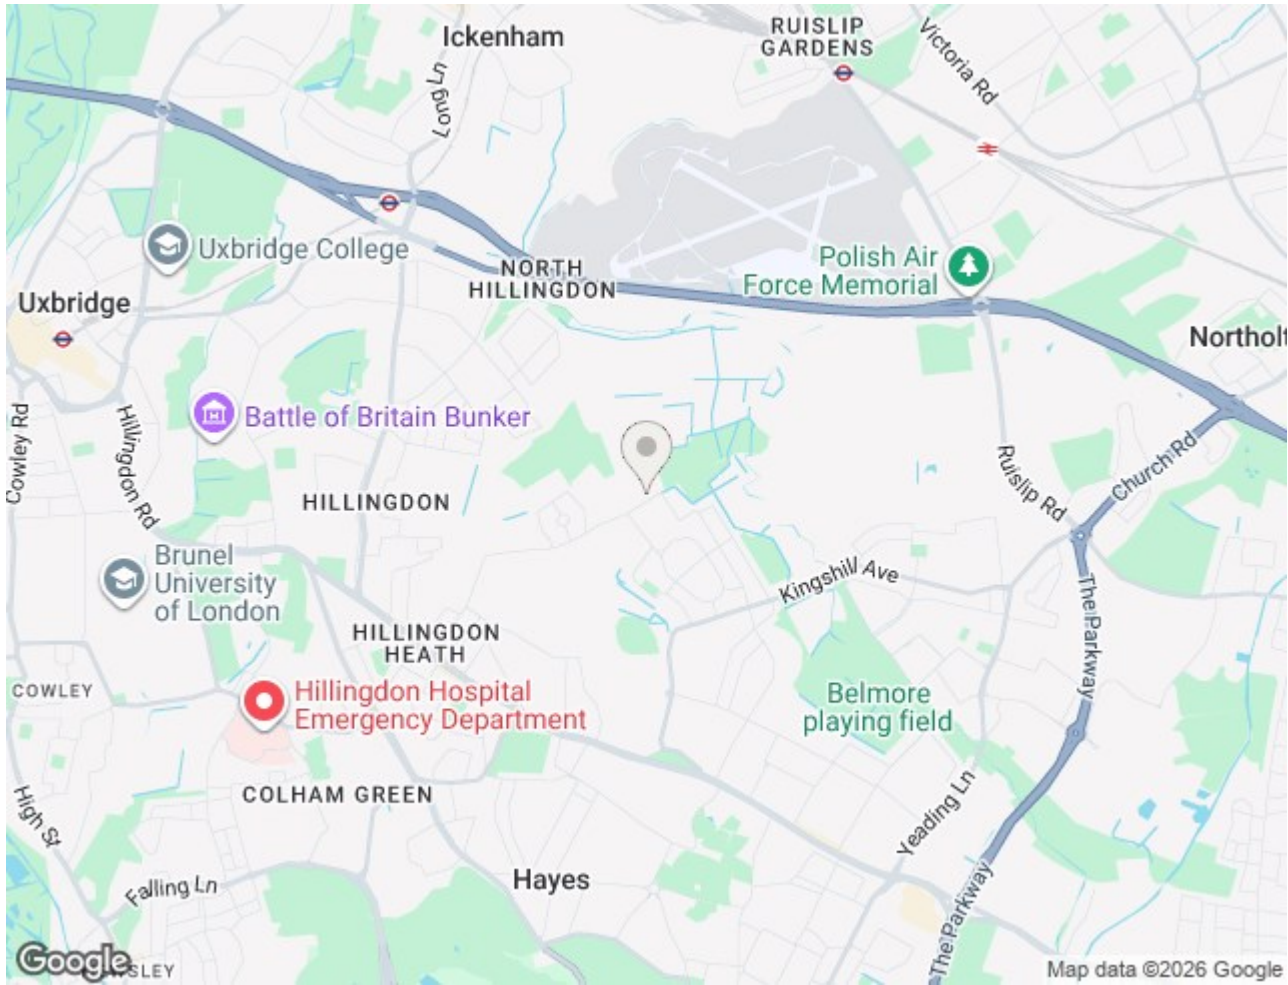 Ickenham
RUISLIP
GARDENS
Victoria Rd
Long Ln
Uxbridge College
Polish Air
Force Memorial
NORTH
HILLINGDON
Uxbridge
Northolt
Battle of Britain Bunker
Cowley Rd
Hillingdon Rd
HILLINGDON
Ruislip Rd
Church Rd
Brunel
University
of London
Kingshill Ave
The Parkway
HILLINGDON
HEATH
COWLEY
Hillingdon Hospital
Emergency Department
Belmore
playing field
COLHAM GREEN
High St
Yeading Ln
Falling Ln
Hayes
The Parkway
Google
Map data ©2026 Google